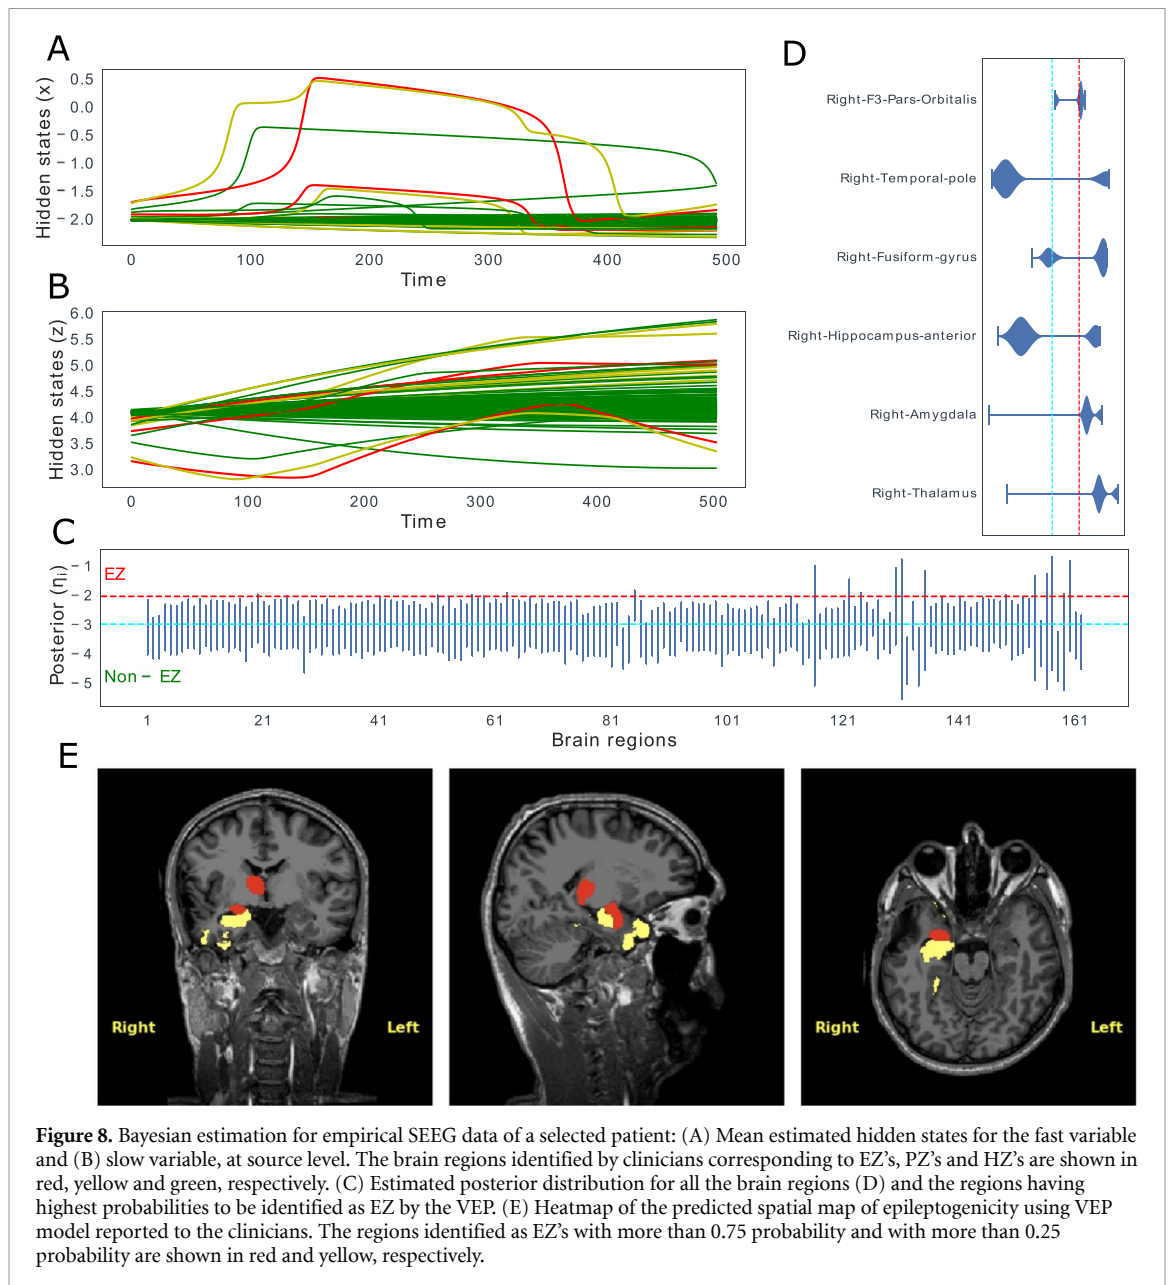 A
Hidden states (x)
0.5
0.0
− 0.5
− 1.0
− 1.5
− 2.0
0 100 200 300 400 500
Time
B
Hidden states (z)
6.0
5.5
5.0
4.5
4.0
3.5
3.0
0 100 200 300 400 500
Time
D
Right-F3-Pars-Orbitalis
Right-Temporal-pole
Right-Fusiform-gyrus
Right-Hippocampus-anterior
Right-Amygdala
Right-Thalamus
C
Posterior (ηi)
− 1
− 2
− 3
− 4
− 5
EZ
Non − EZ
1 21 41 61 81 101 121 141 161
Brain regions
E
Right Left
Right Left
Figure 8. Bayesian estimation for empirical SEEG data of a selected patient: (A) Mean estimated hidden states for the fast variable
and (B) slow variable, at source level. The brain regions identified by clinicians corresponding to EZ’s, PZ’s and HZ’s are shown in
red, yellow and green, respectively. (C) Estimated posterior distribution for all the brain regions (D) and the regions having
highest probabilities to be identified as EZ by the VEP. (E) Heatmap of the predicted spatial map of epileptogenicity using VEP
model reported to the clinicians. The regions identified as EZ’s with more than 0.75 probability and with more than 0.25
probability are shown in red and yellow, respectively.